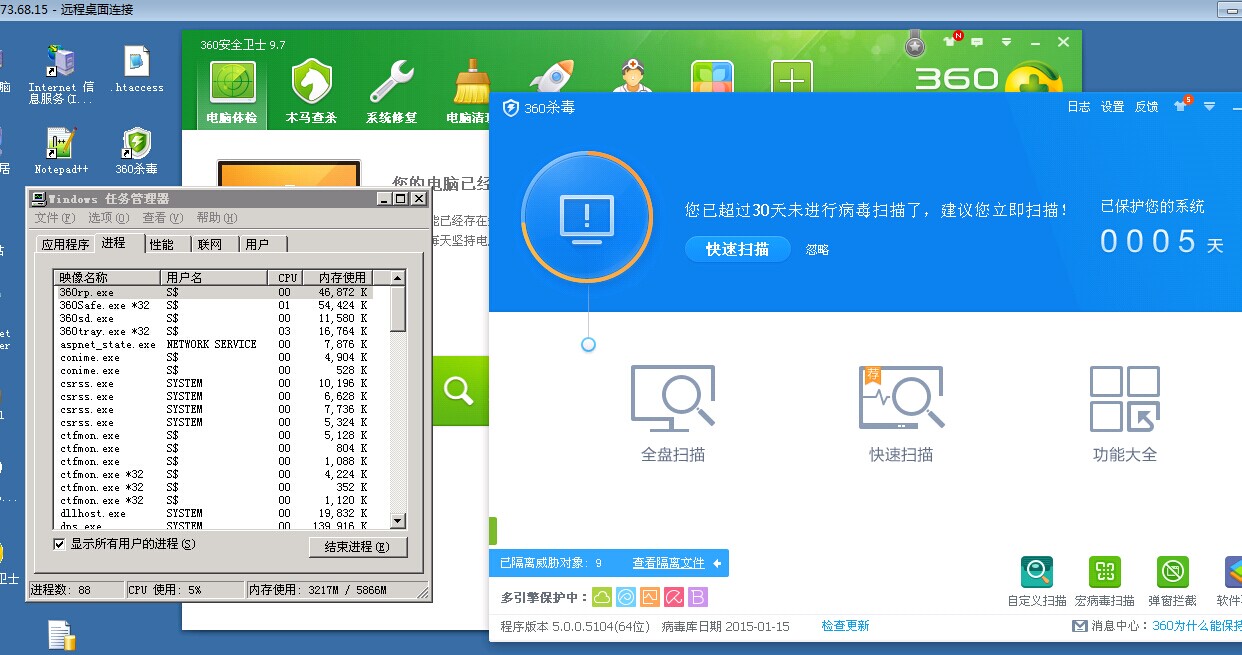 73.68.15 - 远程桌面连接
Internet 信
息服务(I...
.htaccess
Notepad++
360杀毒
360安全卫士 9.7
N
360
电脑体检
木马查杀
系统修复
电脑清理
您的电脑已经
能已经存在
每天坚持电
Windows 任务管理器
文件(F) 选项(O) 查看(V) 帮助(H)
应用程序 进程 性能 联网 用户
映像名称 用户名 CPU 内存使用
360rp.exe S$ 00 46,872 K
360Safe.exe *32 S$ 01 54,424 K
360sd.exe S$ 00 11,580 K
360tray.exe *32 S$ 03 16,764 K
aspnet_state.exe NETWORK SERVICE 00 7,876 K
conime.exe S$ 00 4,904 K
conime.exe S$ 00 528 K
csrss.exe SYSTEM 00 10,196 K
csrss.exe SYSTEM 00 6,628 K
csrss.exe SYSTEM 00 7,736 K
csrss.exe SYSTEM 00 5,324 K
ctfmon.exe S$ 00 5,128 K
ctfmon.exe S$ 00 804 K
ctfmon.exe S$ 00 1,088 K
ctfmon.exe *32 S$ 00 4,224 K
ctfmon.exe *32 S$ 00 352 K
ctfmon.exe *32 S$ 00 1,120 K
dllhost.exe SYSTEM 00 19,832 K
dns.exe SYSTEM 00 139,916 K
显示所有用户的进程(S)
结束进程(E)
进程数: 88 CPU 使用: 5% 内存使用: 3217M / 5866M
360杀毒
日志 设置 反馈
5
您已超过30天未进行病毒扫描了，建议您立即扫描！
快速扫描
忽略
已保护您的系统
0005 天
荐
全盘扫描
快速扫描
功能大全
已隔离威胁对象: 9 查看隔离文件
多引擎保护中：
B
自定义扫描
宏病毒扫描
弹窗拦截
软件
程序版本 5.0.0.5104(64位) 病毒库日期 2015-01-15 检查更新
消息中心：360为什么能保持